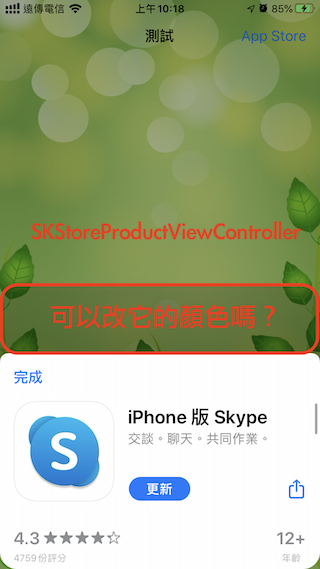 遠傳電信 上午10:18 85%
測試 App Store
SKStoreProductViewController
可以改它的顏色嗎？
完成
iPhone 版 Skype
交談。聊天。共同作業。
更新
4.3 12+
4759 份評分 年齡